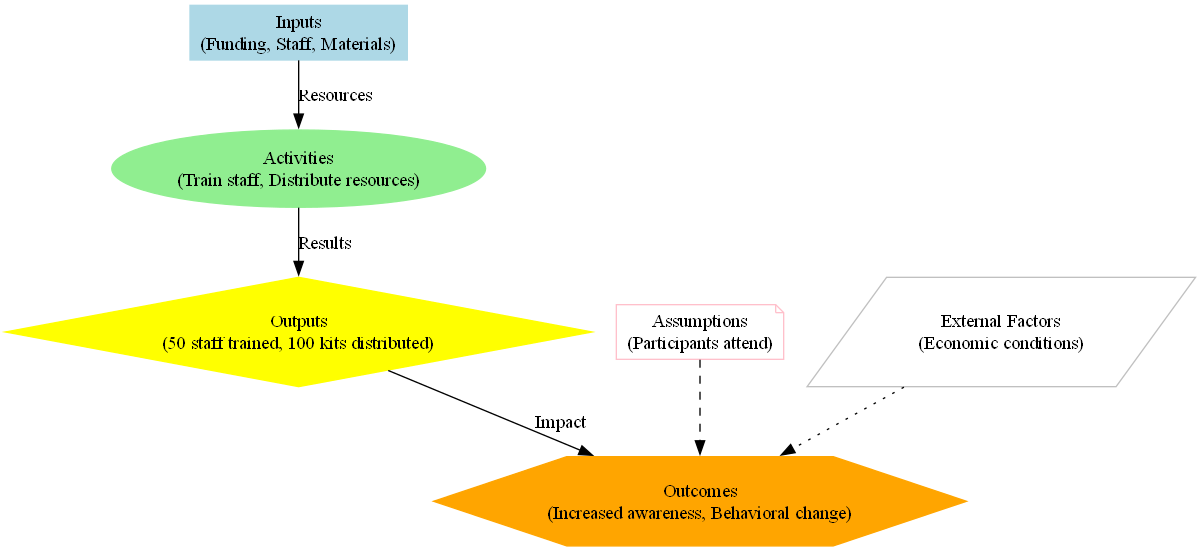 Inputs
(Funding, Staff, Materials)
Resources
Activities
(Train staff, Distribute resources)
Results
Outputs
(50 staff trained, 100 kits distributed)
Assumptions
(Participants attend)
External Factors
(Economic conditions)
Impact
Outcomes
(Increased awareness, Behavioral change)